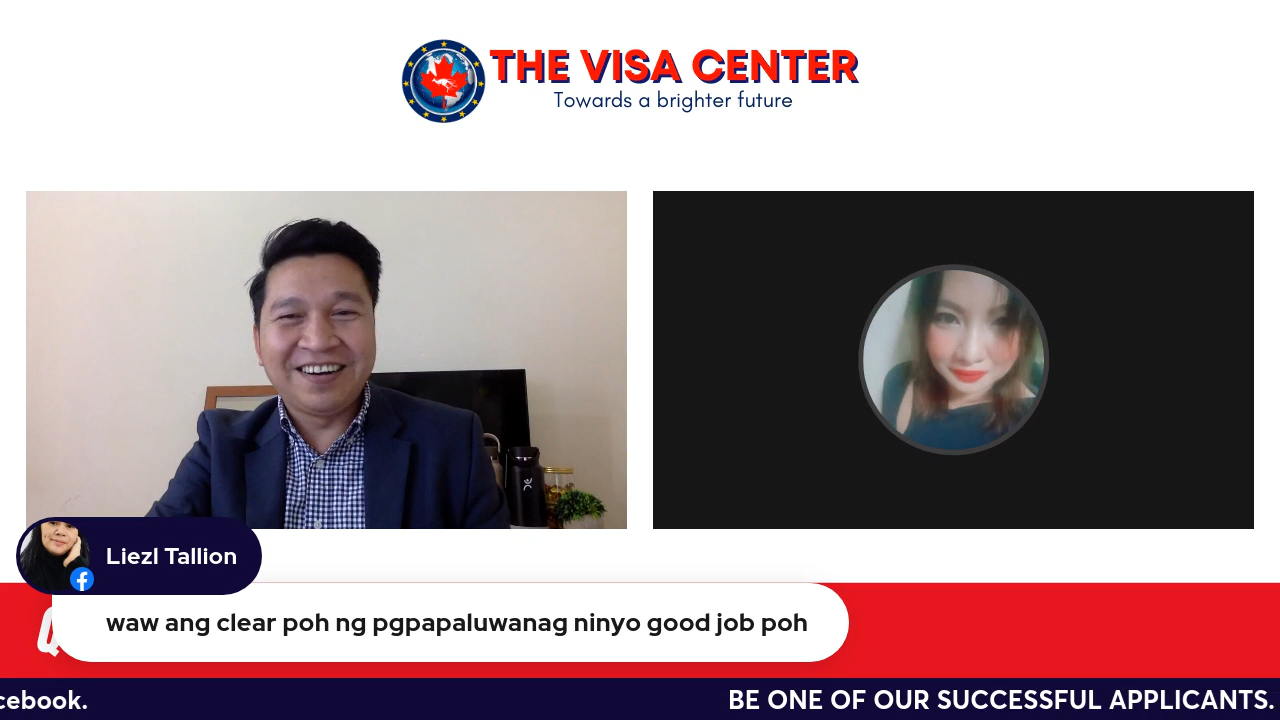 THE VISA CENTER
Towards a brighter future
Liezl Tallion
waw ang clear poh ng pgpapaluwanag ninyo good job poh
cebook.
BE ONE OF OUR SUCCESSFUL APPLICANTS.